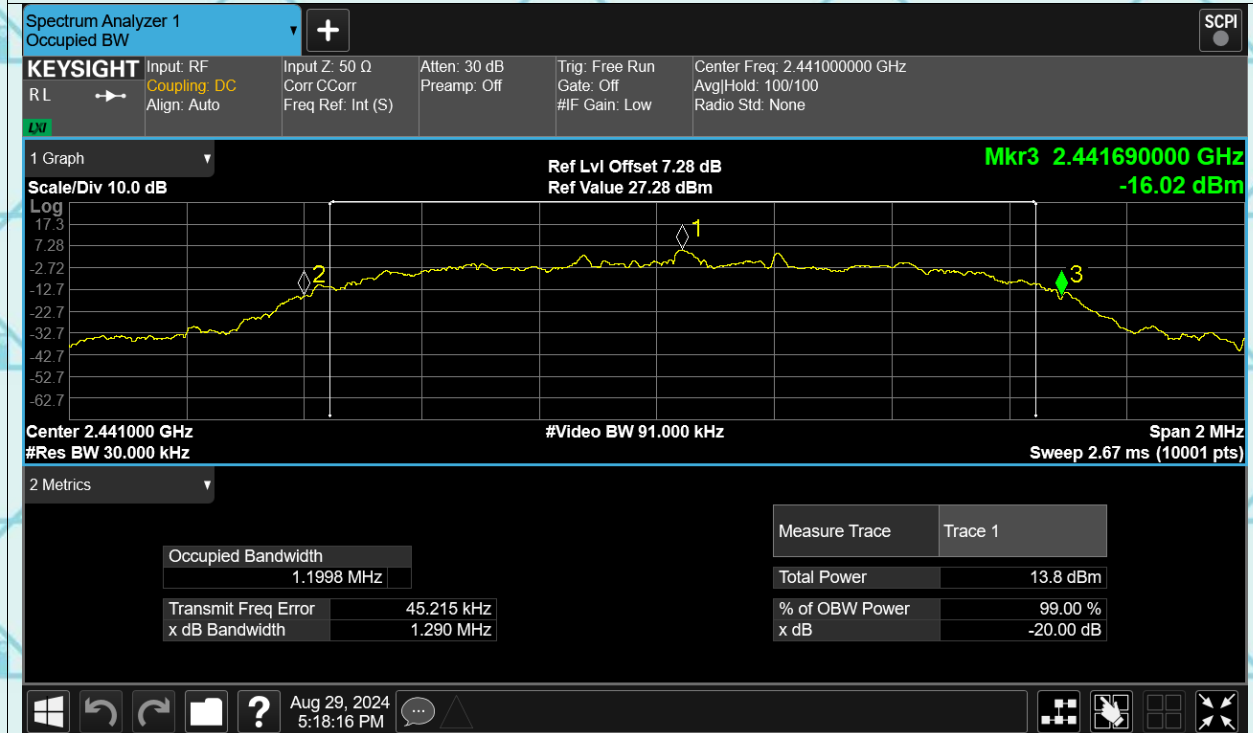 Spectrum Analyzer 1
Occupied BW
+
SCPI
KEYSIGHT
RL
LXI
Input: RF
Coupling: DC
Align: Auto
Input Z: 50 Ω
Corr CCorr
Freq Ref: Int (S)
Atten: 30 dB
Preamp: Off
Trig: Free Run
Gate: Off
#IF Gain: Low
Center Freq: 2.441000000 GHz
Avg|Hold: 100/100
Radio Std: None
1 Graph
Scale/Div 10.0 dB
Ref Lvl Offset 7.28 dB
Ref Value 27.28 dBm
Mkr3 2.441690000 GHz
-16.02 dBm
Log
17.3
7.28
-2.72
-12.7
-22.7
-32.7
-42.7
-52.7
-62.7
1
2
3
Center 2.441000 GHz
#Video BW 91.000 kHz
Span 2 MHz
#Res BW 30.000 kHz
Sweep 2.67 ms (10001 pts)
2 Metrics
Measure Trace Trace 1
Occupied Bandwidth
1.1998 MHz
Total Power 13.8 dBm
Transmit Freq Error 45.215 kHz
% of OBW Power 99.00 %
x dB Bandwidth 1.290 MHz
x dB -20.00 dB
?
Aug 29, 2024
5:18:16 PM